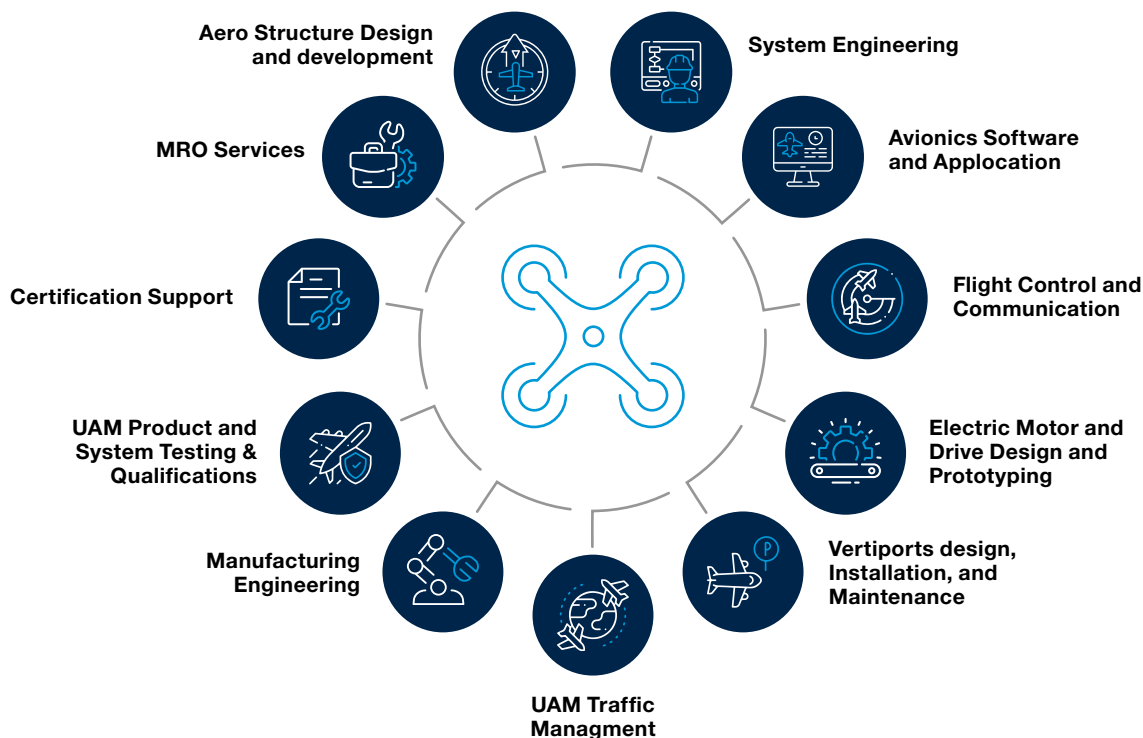 Aero Structure Design
and development
System Engineering
MRO Services
Avionics Software
and Applocation
Certification Support
Flight Control and
Communication
UAM Product and
System Testing &
Qualifications
Electric Motor and
Drive Design and
Prototyping
Manufacturing
Engineering
Vertiports design,
Installation, and
Maintenance
P
UAM Traffic
Managment